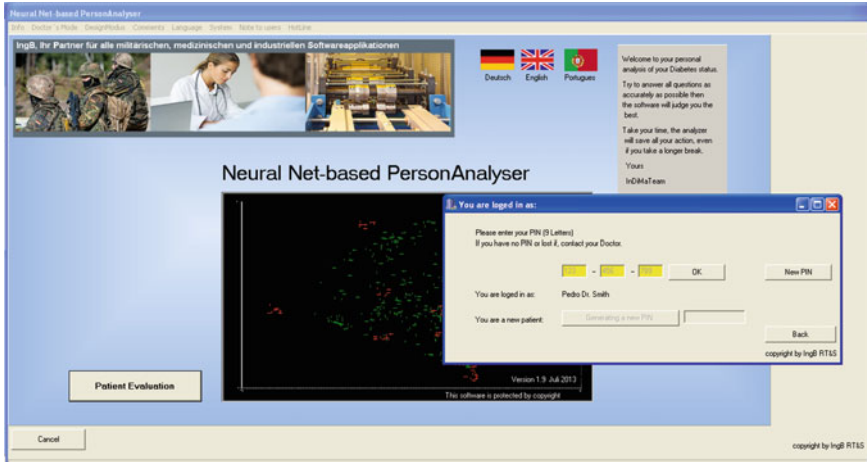 Neural Net-based PersonAnalyser
Info Doctor´s Mode DesignModus Comments Language System Note to users HotLine
IngB, Ihr Partner für alle militärischen, medizinischen und industriellen Softwareapplikationen
Deutsch English Portugues
Welcome to your personal
analysis of your Diabetes status.
Try to answer all questions as
accurately as possible then
the software will judge you the
best.
Take your time, the analyzer
will save all your action, even
if you take a longer break.
Yours
InDiMaTeam
Neural Net-based PersonAnalyser
You are loged in as:
Please enter your PIN (9 Letters)
If you have no PIN or lost it, contact your Doctor.
123 - 456 - 789 OK New PIN
You are loged in as: Pedro Dr. Smith
You are a new patient: Generating a new PIN
Back
copyright by IngB RT&S
Version 1.9 Juli 2013
This software is protected by copyright
Patient Evaluation
Cancel
copyright by IngB RT&S